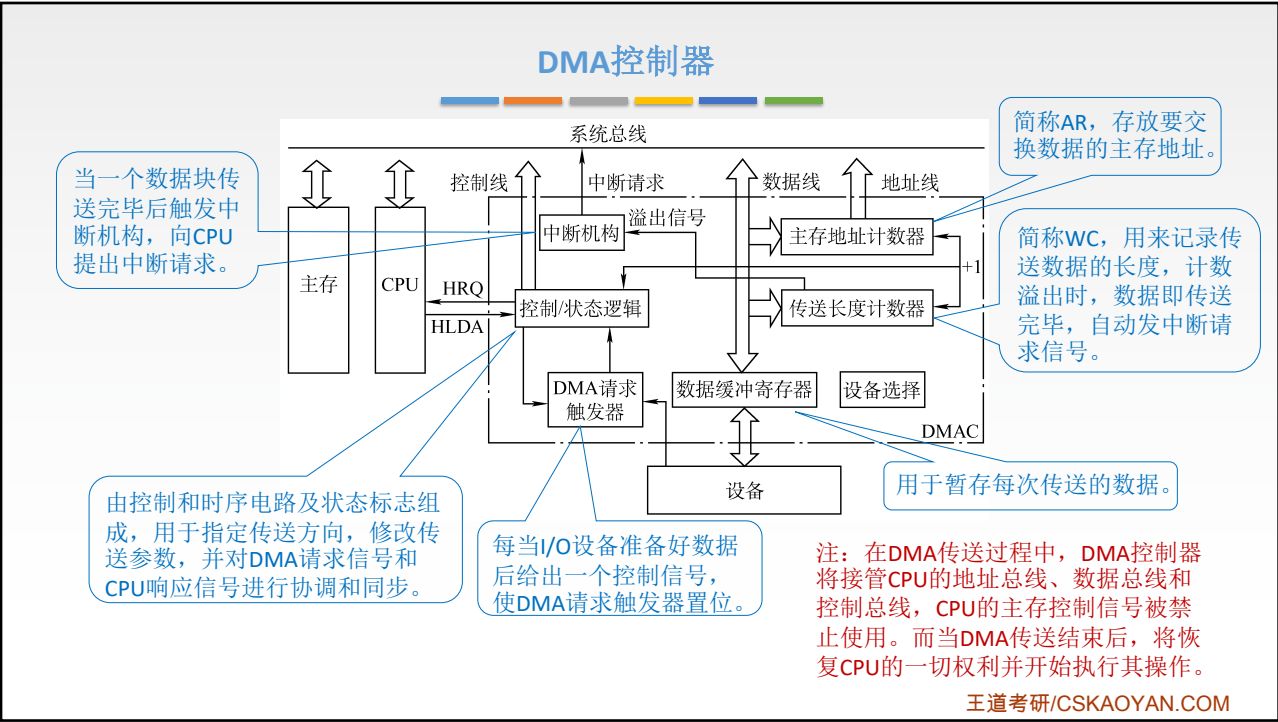 DMA控制器
系统总线
控制线
中断请求
数据线
地址线
当一个数据块传
送完毕后触发中
断机构，向CPU
提出中断请求。
简称AR，存放要交
换数据的主存地址。
主存
CPU
HRQ
HLDA
中断机构
溢出信号
主存地址计数器
+1
控制/状态逻辑
传送长度计数器
简称WC，用来记录传
送数据的长度，计数
溢出时，数据即传送
完毕，自动发中断请
求信号。
DMA请求
触发器
数据缓冲寄存器
设备选择
DMAC
设备
由控制和时序电路及状态标志组
成，用于指定传送方向，修改传
送参数，并对DMA请求信号和
CPU响应信号进行协调和同步。
每当I/O设备准备好数据
后给出一个控制信号，
使DMA请求触发器置位。
用于暂存每次传送的数据。
注：在DMA传送过程中，DMA控制器
将接管CPU的地址总线、数据总线和
控制总线，CPU的主存控制信号被禁
止使用。而当DMA传送结束后，将恢
复CPU的一切权利并开始执行其操作。
王道考研/CSKAOYAN.COM